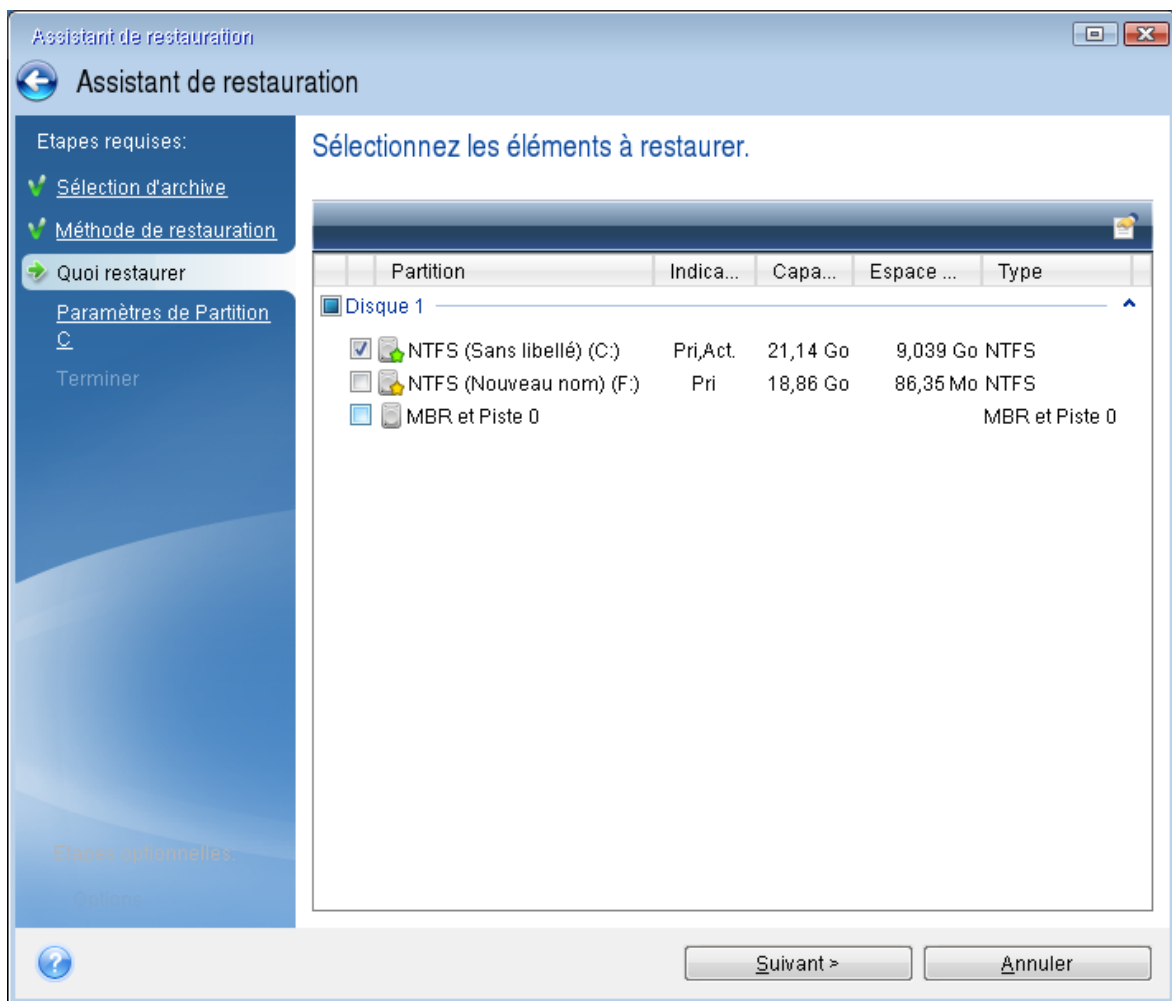 Assistant de restauration
Assistant de restauration
Etapes requises:
Sélection d'archive
Méthode de restauration
Quoi restaurer
Paramètres de Partition
C
Terminer
Etapes optionnelles:
Options
Sélectionnez les éléments à restaurer.
Partition Indica... Capa... Espace ... Type
Disque 1
NTFS (Sans libellé) (C:) Pri,Act. 21,14 Go 9,039 Go NTFS
NTFS (Nouveau nom) (F:) Pri 18,86 Go 86,35 Mo NTFS
MBR et Piste 0 MBR et Piste 0
Suivant > Annuler